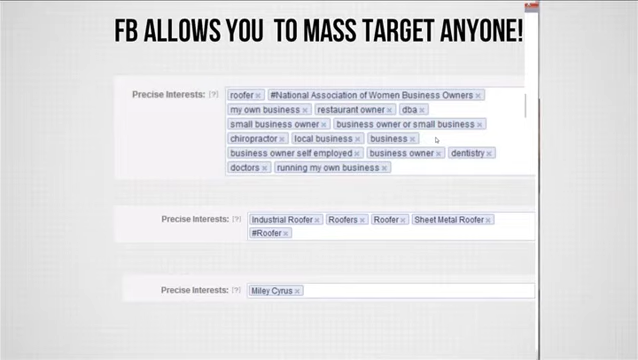 FB ALLOWS YOU TO MASS TARGET ANYONE!
Precise Interests: [?] roofer × #National Association of Women Business Owners ×
my own business × restaurant owner × dba ×
small business owner × business owner or small business ×
chiropractor × local business × business ×
business owner self employed × business owner × dentistry ×
doctors × running my own business ×
Precise Interests: [?] Industrial Roofer × Roofers × Roofer × Sheet Metal Roofer ×
#Roofer ×
Precise Interests: [?] Miley Cyrus ×